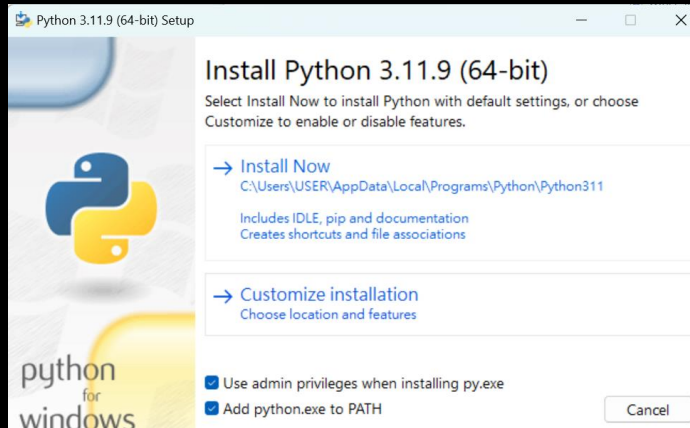 Python 3.11.9 (64-bit) Setup
Install Python 3.11.9 (64-bit)
Select Install Now to install Python with default settings, or choose
Customize to enable or disable features.
→ Install Now
C:\Users\USER\AppData\Local\Programs\Python\Python311
Includes IDLE, pip and documentation
Creates shortcuts and file associations
→ Customize installation
Choose location and features
python
for
windows
Use admin privileges when installing py.exe
Add python.exe to PATH
Cancel